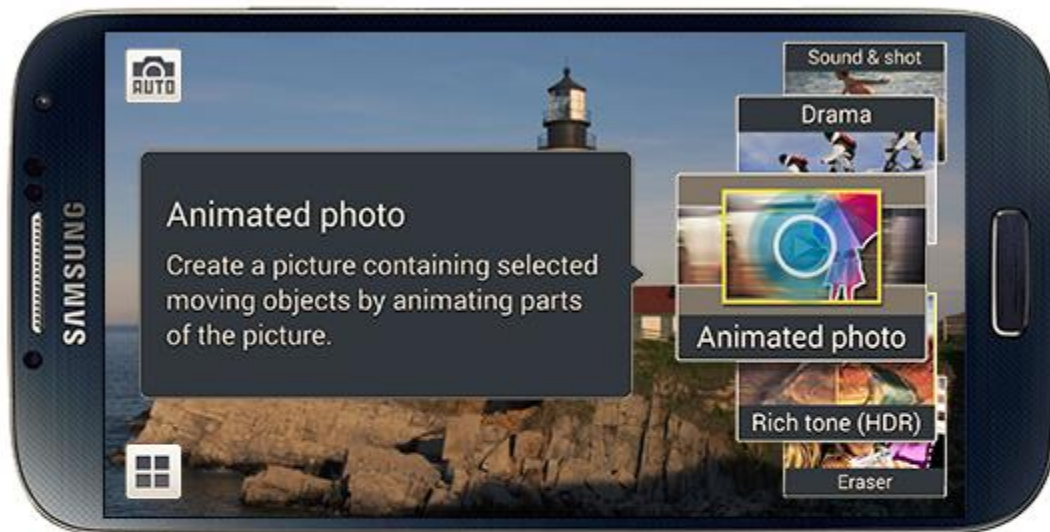 SAMSUNG
AUTO
Animated photo
Create a picture containing selected
moving objects by animating parts
of the picture.
Sound & shot
Drama
Animated photo
Rich tone (HDR)
Eraser